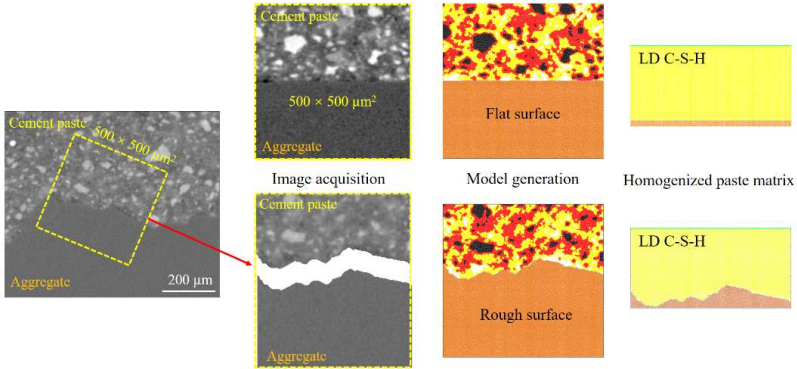 Cement paste
500 × 500 µm²
Aggregate
200 µm
Cement paste
500 × 500 µm²
Aggregate
Flat surface
LD C-S-H
Image acquisition
Model generation
Homogenized paste matrix
Cement paste
Aggregate
Rough surface
LD C-S-H